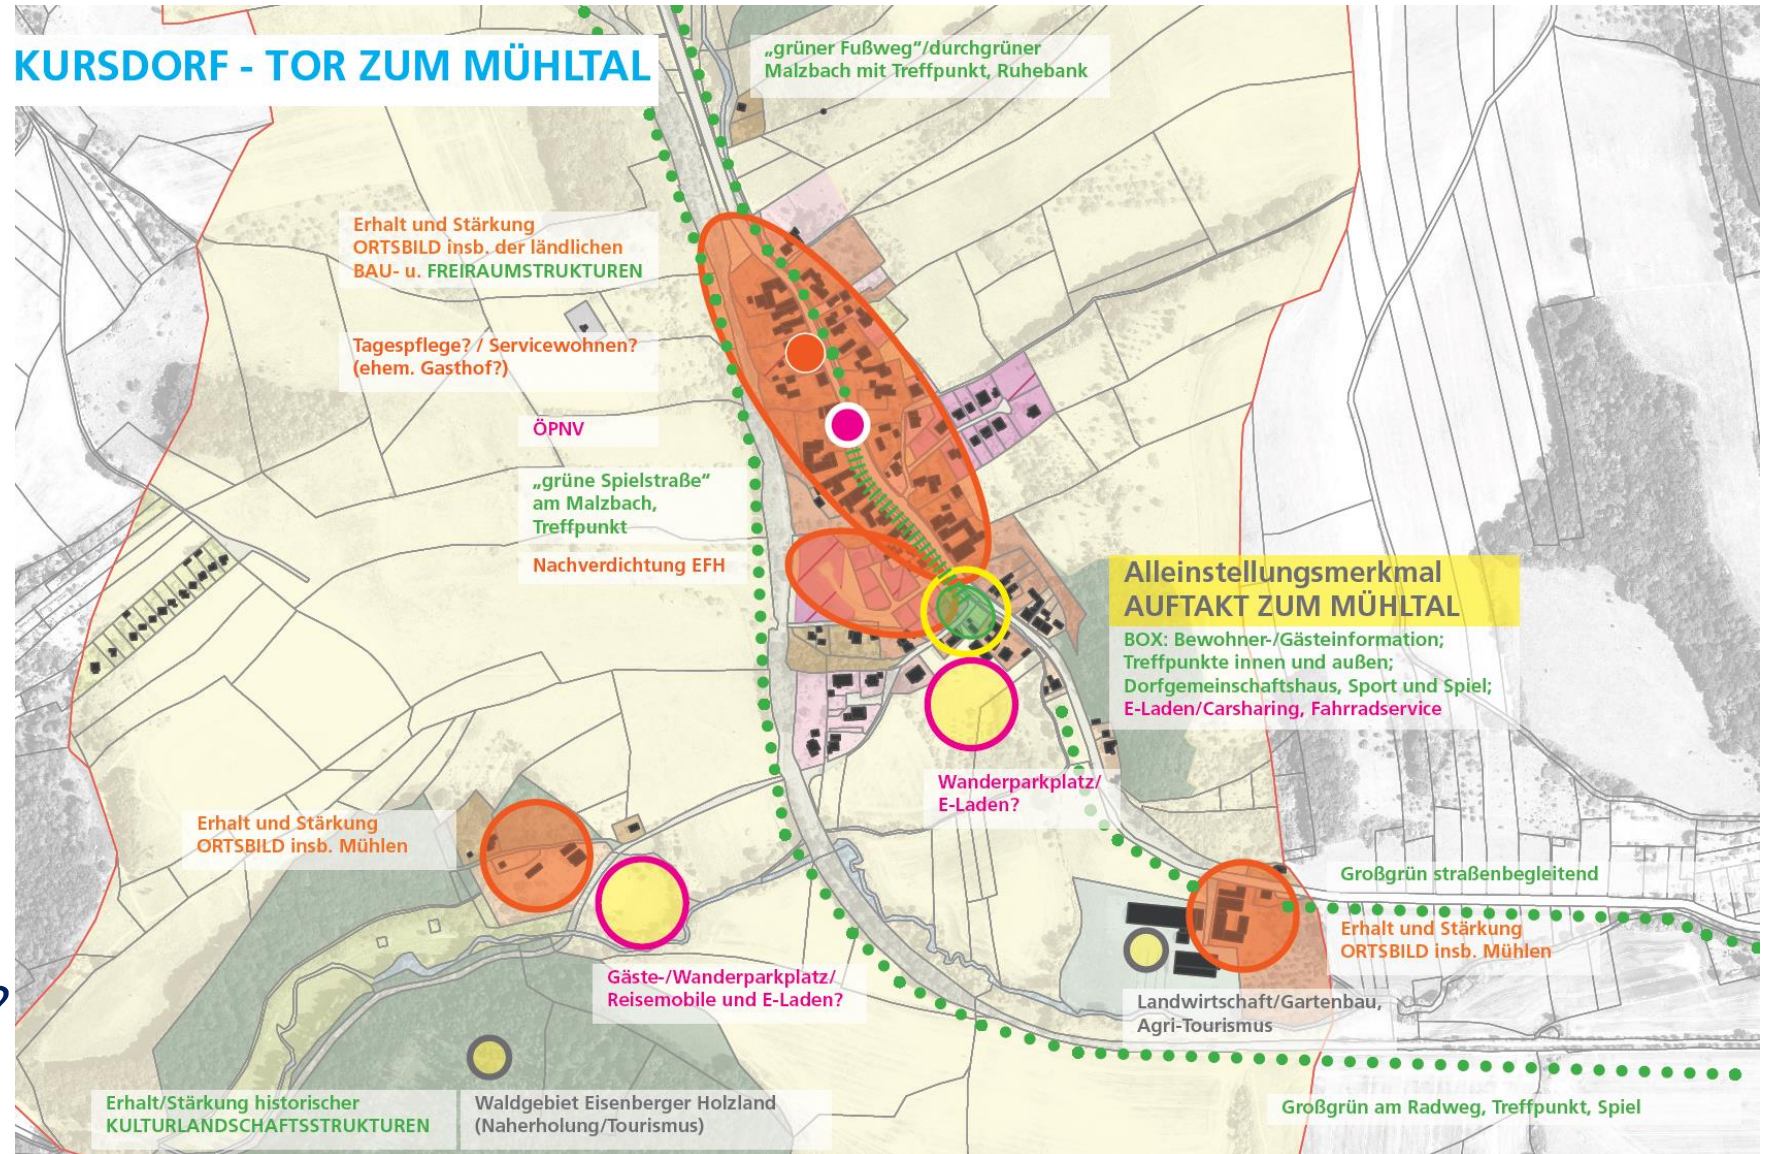 KURSDORF - TOR ZUM MÜHLTAL
„grüner Fußweg“/durchgrüner
Malzbach mit Treffpunkt, Ruhebank
Erhalt und Stärkung
ORTSBILD insb. der ländlichen
BAU- u. FREIRAUMSTRUKTUREN
Tagespflege? / Servicewohnen?
(ehem. Gasthof?)
ÖPNV
„grüne Spielstraße“
am Malzbach,
Treffpunkt
Nachverdichtung EFH
Alleinstellungsmerkmal
AUFTAKT ZUM MÜHLTAL
BOX: Bewohner-/Gästeinformation;
Treffpunkte innen und außen;
Dorfgemeinschaftshaus, Sport und Spiel;
E-Laden/Carsharing, Fahrradservice
Wanderparkplatz/
E-Laden?
Erhalt und Stärkung
ORTSBILD insb. Mühlen
Großgrün straßenbegleitend
Erhalt und Stärkung
ORTSBILD insb. Mühlen
Gäste-/Wanderparkplatz/
Reisemobile und E-Laden?
Landwirtschaft/Gartenbau,
Agri-Tourismus
Erhalt/Stärkung historischer
KULTURLANDSCHAFTSSTRUKTUREN
Waldgebiet Eisenberger Holzland
(Naherholung/Tourismus)
Großgrün am Radweg, Treffpunkt, Spiel